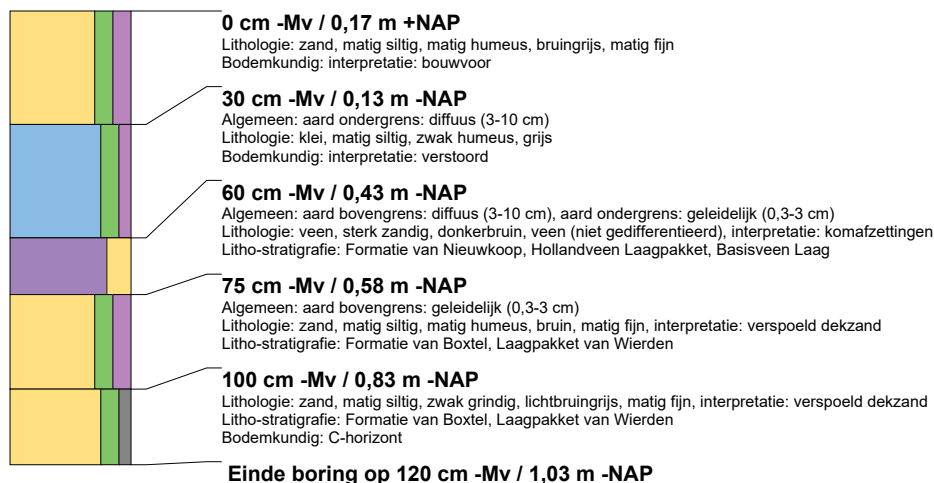 0 cm -Mv / 0,17 m +NAP
Lithologie: zand, matig siltig, matig humeus, bruingrijs, matig fijn
Bodemkundig: interpretatie: bouwvoor
30 cm -Mv / 0,13 m -NAP
Algemeen: aard ondergrens: diffuus (3-10 cm)
Lithologie: klei, matig siltig, zwak humeus, grijs
Bodemkundig: interpretatie: verstoord
60 cm -Mv / 0,43 m -NAP
Algemeen: aard bovengrens: diffuus (3-10 cm), aard ondergrens: geleidelijk (0,3-3 cm)
Lithologie: veen, sterk zandig, donkerbruin, veen (niet gedifferentieerd), interpretatie: komafzettingen
Litho-stratigrafie: Formatie van Nieuwkoop, Hollandveen Laagpakket, Basisveen Laag
75 cm -Mv / 0,58 m -NAP
Algemeen: aard bovengrens: geleidelijk (0,3-3 cm)
Lithologie: zand, matig siltig, matig humeus, bruin, matig fijn, interpretatie: verspoeld dekzand
Litho-stratigrafie: Formatie van Boxtel, Laagpakket van Wierden
100 cm -Mv / 0,83 m -NAP
Lithologie: zand, matig siltig, zwak grindig, lichtbruingrijs, matig fijn, interpretatie: verspoeld dekzand
Litho-stratigrafie: Formatie van Boxtel, Laagpakket van Wierden
Bodemkundig: C-horizont
Einde boring op 120 cm -Mv / 1,03 m -NAP